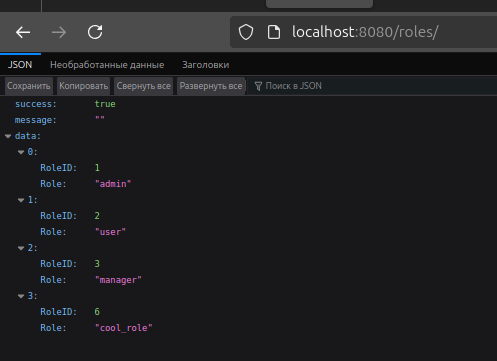 localhost:8080/roles/
JSON Необработанные данные Заголовки
Сохранить Копировать Свернуть все Развернуть все Поиск в JSON
success: true
message: ""
data:
0:
RoleID: 1
Role: "admin"
1:
RoleID: 2
Role: "user"
2:
RoleID: 3
Role: "manager"
3:
RoleID: 6
Role: "cool_role"